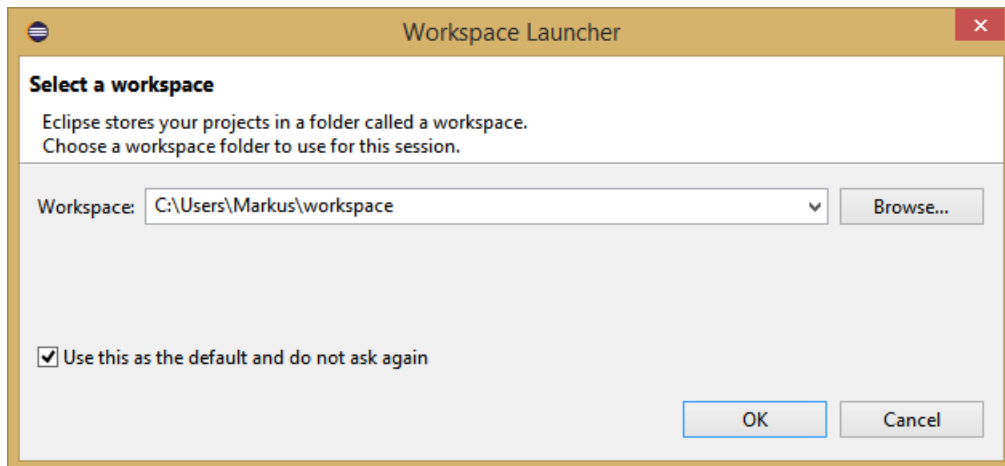 Workspace Launcher
Select a workspace
Eclipse stores your projects in a folder called a workspace.
Choose a workspace folder to use for this session.
Workspace: C:\Users\Markus\workspace Browse...
Use this as the default and do not ask again
OK Cancel